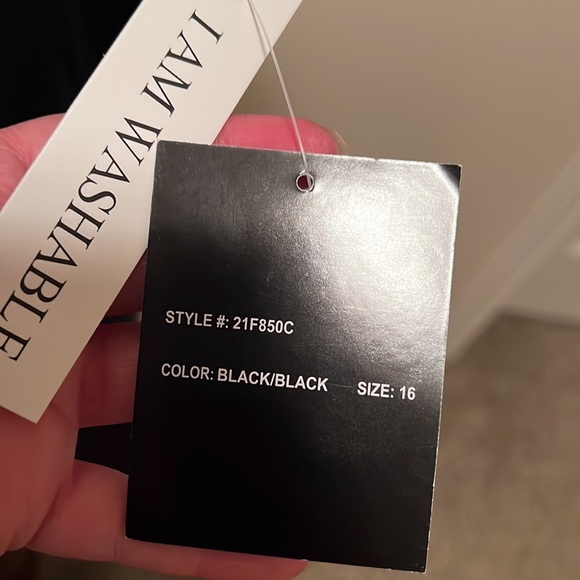 I AM WASHABLE
STYLE #: 21F850C
COLOR: BLACK/BLACK SIZE: 16